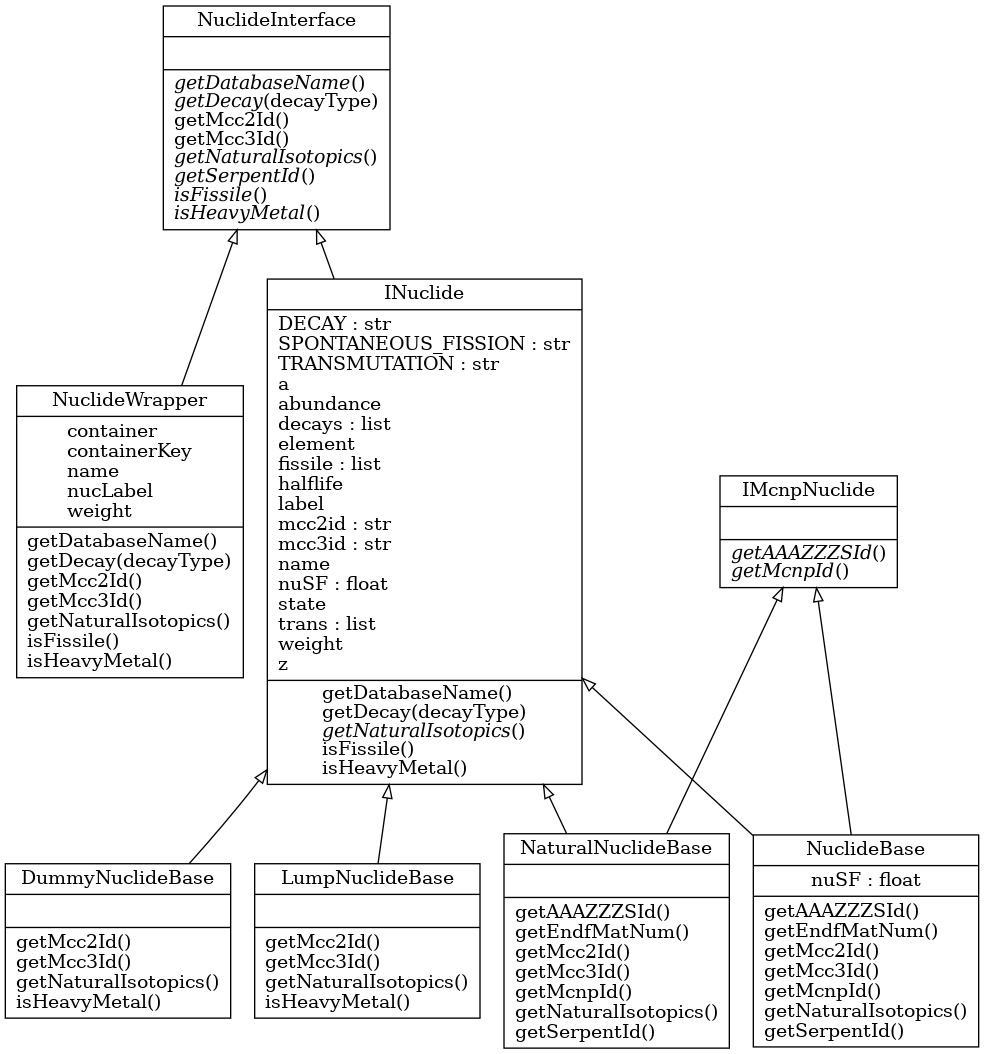 NuclideInterface
getDatabaseName()
getDecay(decayType)
getMcc2Id()
getMcc3Id()
getNaturalIsotopics()
getSerpentId()
isFissile()
isHeavyMetal()
INuclide
DECAY : str
SPONTANEOUS_FISSION : str
TRANSMUTATION : str
a
abundance
decays : list
element
fissile : list
halflife
label
mcc2id : str
mcc3id : str
name
nuSF : float
state
trans : list
weight
z
getDatabaseName()
getDecay(decayType)
getNaturalIsotopics()
isFissile()
isHeavyMetal()
NuclideWrapper
container
containerKey
name
nucLabel
weight
getDatabaseName()
getDecay(decayType)
getMcc2Id()
getMcc3Id()
getNaturalIsotopics()
isFissile()
isHeavyMetal()
IMcnpNuclide
getAAAZZZSId()
getMcnpId()
DummyNuclideBase
getMcc2Id()
getMcc3Id()
getNaturalIsotopics()
isHeavyMetal()
LumpNuclideBase
getMcc2Id()
getMcc3Id()
getNaturalIsotopics()
isHeavyMetal()
NaturalNuclideBase
getAAAZZZSId()
getEndfMatNum()
getMcc2Id()
getMcc3Id()
getMcnpId()
getNaturalIsotopics()
getSerpentId()
NuclideBase
nuSF : float
getAAAZZZSId()
getEndfMatNum()
getMcc2Id()
getMcc3Id()
getMcnpId()
getNaturalIsotopics()
getSerpentId()